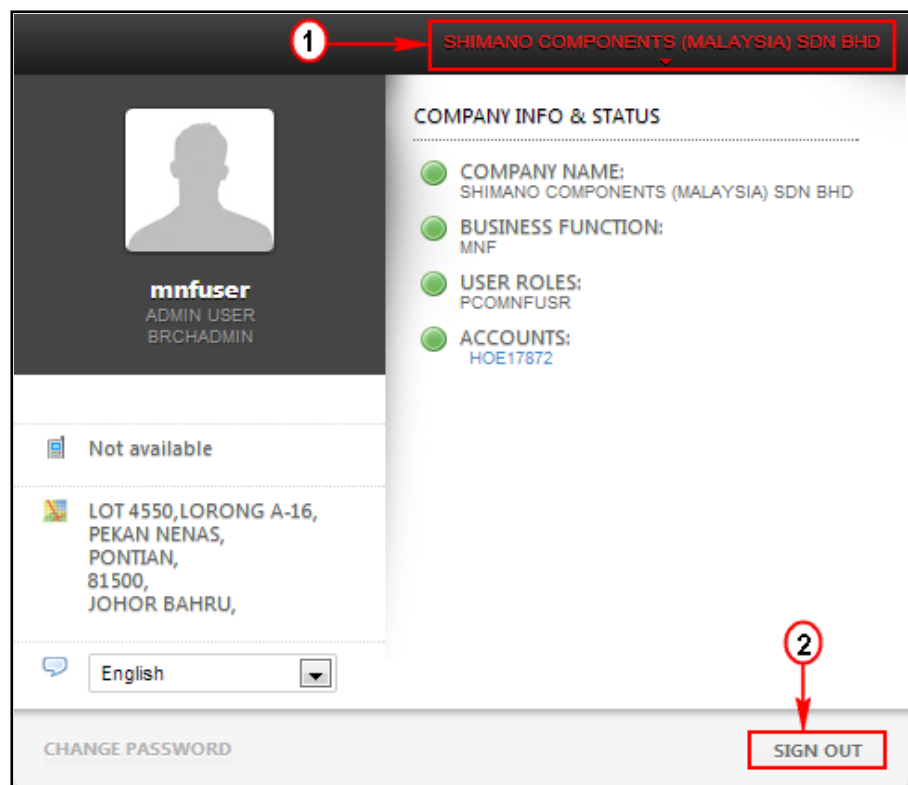 1
SHIMANO COMPONENTS (MALAYSIA) SDN BHD
mnfuser
ADMIN USER
BRCHADMIN
Not available
LOT 4550,LORONG A-16,
PEKAN NENAS,
PONTIAN,
81500,
JOHOR BAHRU,
English
COMPANY INFO & STATUS
COMPANY NAME:
SHIMANO COMPONENTS (MALAYSIA) SDN BHD
BUSINESS FUNCTION:
MNF
USER ROLES:
PCOMNFUSR
ACCOUNTS:
HOE17872
2
CHANGE PASSWORD
SIGN OUT